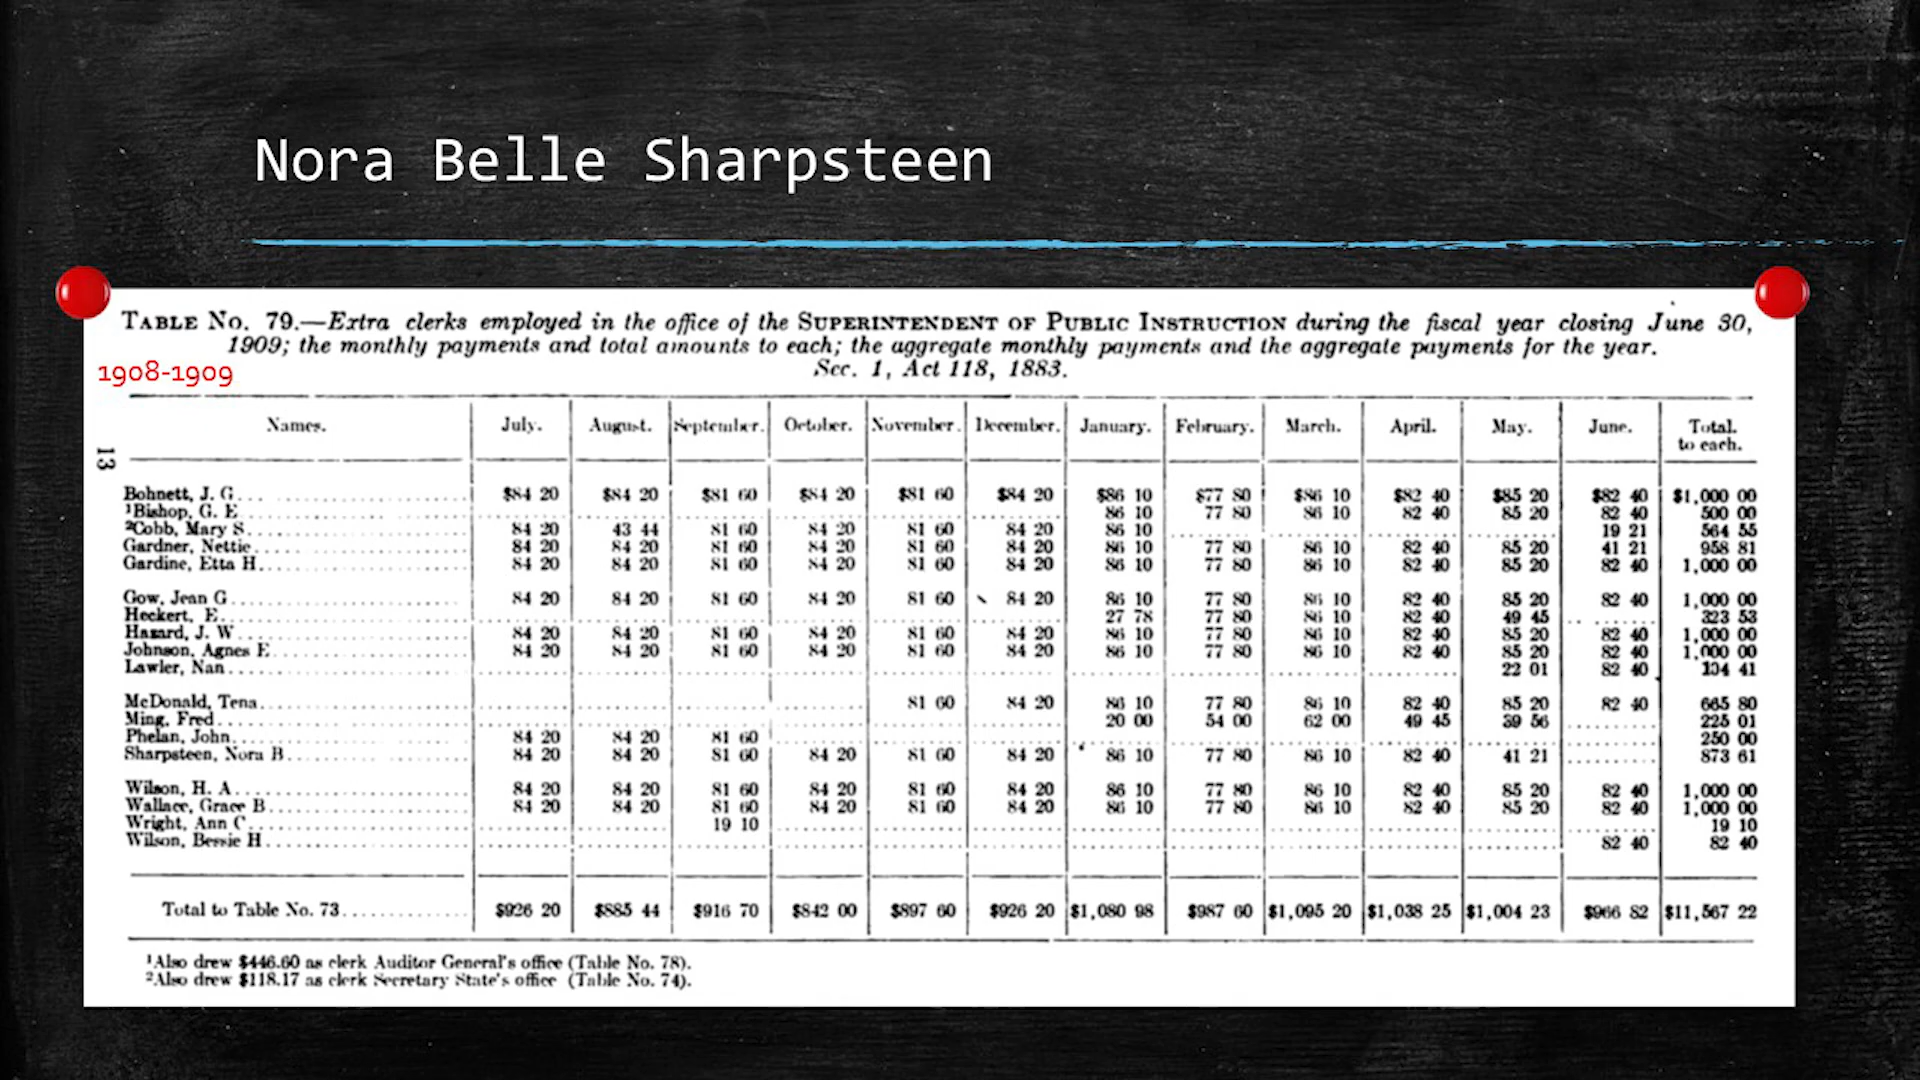 Nora Belle Sharpsteen
TABLE No. 79.—Extra clerks employed in the office of the SUPERINTENDENT OF PUBLIC INSTRUCTION during the fiscal year closing June 30,
1909; the monthly payments and total amounts to each; the aggregate monthly payments and the aggregate payments for the year.
Sec. 1, Act 118, 1883.
1908-1909
Names. July. August. September. October. November. December. January. February. March. April. May. June. Total. to each.
13
Bohnett, J. G... $84 20 $84 20 $81 60 $84 20 $81 60 $84 20 $86 10 $77 80 $86 10 $82 40 $85 20 $82 40 $1,000 00
¹Bishop, G. E... 86 10 77 80 86 10 82 40 85 20 82 40 500 00
²Cobb, Mary S... 84 20 43 44 81 60 84 20 81 60 84 20 86 10 19 21 564 55
Gardner, Nettie... 84 20 84 20 81 60 84 20 81 60 84 20 86 10 77 80 86 10 82 40 85 20 41 21 958 81
Gardine, Etta H... 84 20 84 20 81 60 84 20 81 60 84 20 86 10 77 80 86 10 82 40 85 20 82 40 1,000 00
Gow, Jean G... 84 20 84 20 81 60 84 20 81 60 84 20 86 10 77 80 86 10 82 40 85 20 82 40 1,000 00
Heckert, E... 27 78 77 80 86 10 82 40 49 45 323 53
Hazard, J. W... 84 20 84 20 81 60 84 20 81 60 84 20 86 10 77 80 86 10 82 40 85 20 82 40 1,000 00
Johnson, Agnes E... 84 20 84 20 81 60 84 20 81 60 84 20 86 10 77 80 86 10 82 40 85 20 82 40 1,000 00
Lawler, Nan... 22 01 82 40 104 41
McDonald, Tena... 81 60 84 20 86 10 77 80 86 10 82 40 85 20 82 40 665 80
Ming, Fred... 20 00 54 00 62 00 49 45 39 56 225 01
Phelan, John... 84 20 84 20 81 60 250 00
Sharpsteen, Nora B... 84 20 84 20 81 60 84 20 81 60 84 20 86 10 77 80 86 10 82 40 41 21 873 61
Wilson, H. A... 84 20 84 20 81 60 84 20 81 60 84 20 86 10 77 80 86 10 82 40 85 20 82 40 1,000 00
Wallace, Grace B... 84 20 84 20 81 60 84 20 81 60 84 20 86 10 77 80 86 10 82 40 85 20 82 40 1,000 00
Wright, Ann C... 19 10 19 10
Wilson, Bessie H... 82 40 82 40
Total to Table No. 73... $926 20 $885 44 $916 70 $842 00 $897 60 $926 20 $1,080 98 $987 60 $1,095 20 $1,038 25 $1,004 23 $966 82 $11,567 22
¹Also drew $446.60 as clerk Auditor General's office (Table No. 78).
²Also drew $118.17 as clerk Secretary State's office (Table No. 74).